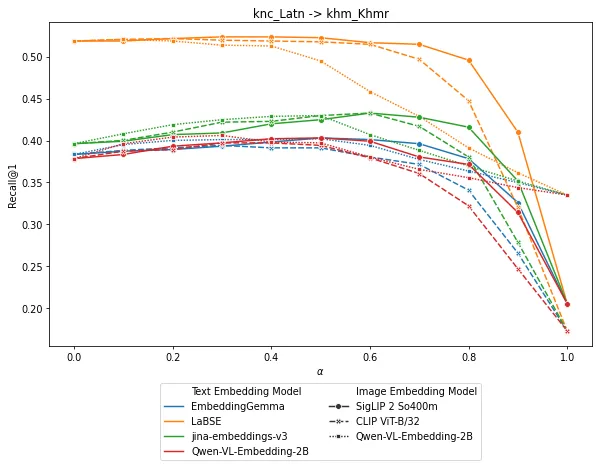 knc_Latn -> khm_Khmr
Recall@1
0.50
0.45
0.40
0.35
0.30
0.25
0.20
0.0 0.2 0.4 0.6 0.8 1.0
α
Text Embedding Model Image Embedding Model
EmbeddingGemma SigLIP 2 So400m
LaBSE CLIP ViT-B/32
jina-embeddings-v3 Qwen-VL-Embedding-2B
Qwen-VL-Embedding-2B